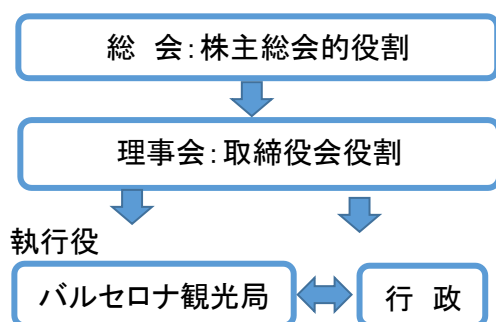 総 会：株主総会的役割
理事会：取締役会役割
執行役
バルセロナ観光局
行 政